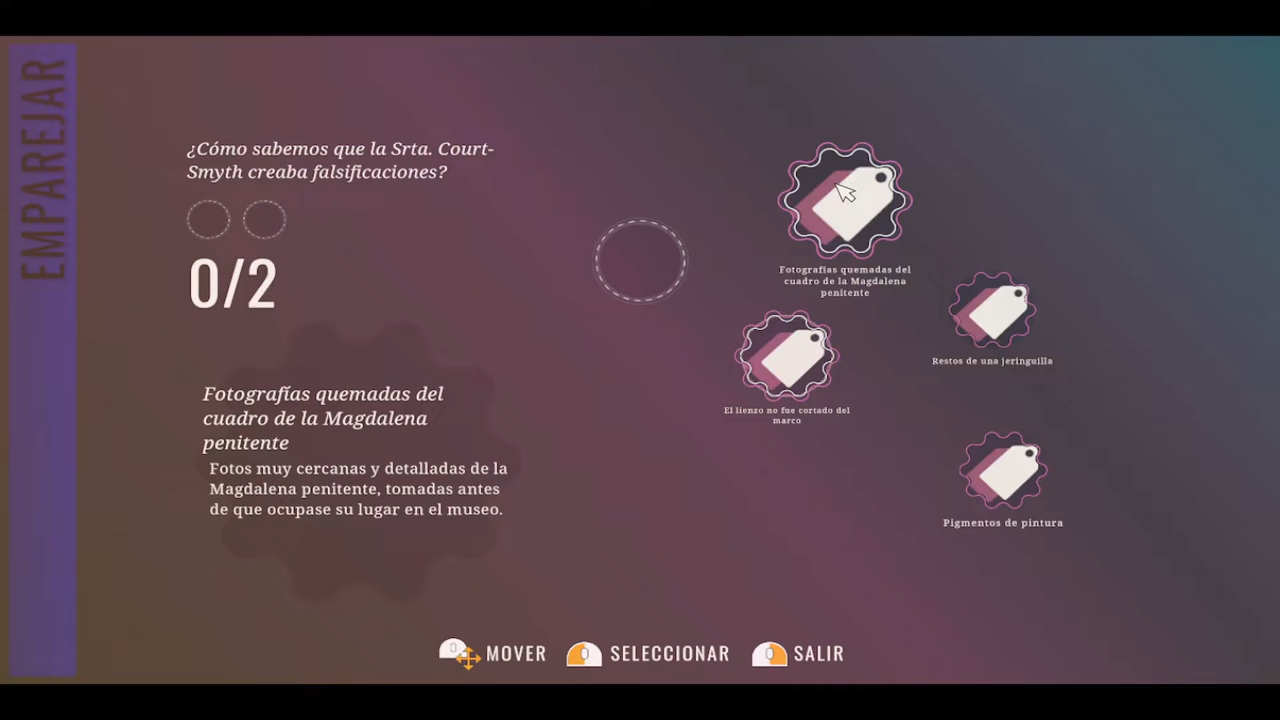 EMPAREJAR
¿Cómo sabemos que la Srta. Court-
Smyth creaba falsificaciones?
0/2
Fotografías quemadas del
cuadro de la Magdalena
penitente
Fotos muy cercanas y detalladas de la
Magdalena penitente, tomadas antes
de que ocupase su lugar en el museo.
Fotografías quemadas del
cuadro de la Magdalena
penitente
Restos de una jeringuilla
El lienzo no fue cortado del
marco
Pigmentos de pintura
MOVER
SELECCIONAR
SALIR